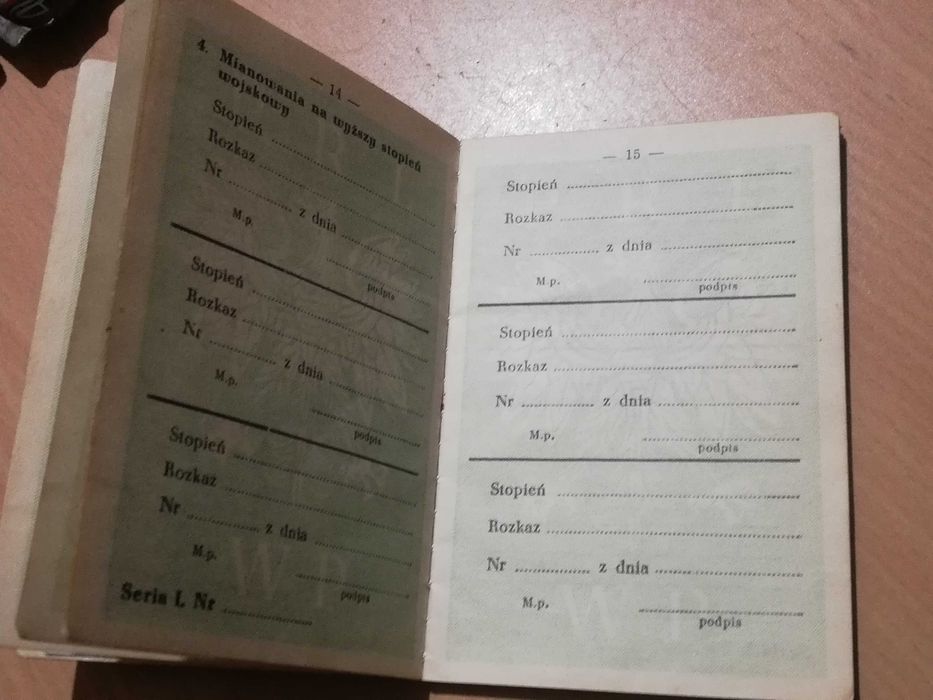 — 14 —
4. Mianowania na wyższy stopień
wojskowy
Stopień ........................
Rozkaz ........................
Nr ............ z dnia ..................
M.p. ..................
podpis
Stopień ........................
Rozkaz ........................
Nr ............ z dnia ..................
M.p. ..................
podpis
Stopień ........................
Rozkaz ........................
Nr ............ z dnia ..................
M.p. ..................
podpis
Seria I. Nr ..................
— 15 —
Stopień ........................
Rozkaz ........................
Nr ............ z dnia ..................
M.p. ..................
podpis
Stopień ........................
Rozkaz ........................
Nr ............ z dnia ..................
M.p. ..................
podpis
Stopień ........................
Rozkaz ........................
Nr ............ z dnia ..................
M.p. ..................
podpis